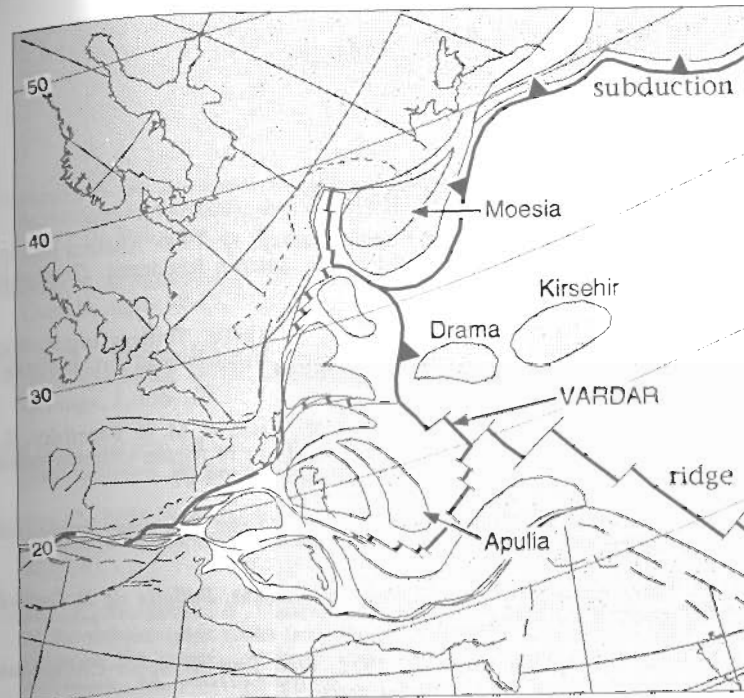 50
subduction
Moesia
40
Kirsehir
Drama
30
VARDAR
ridge
Apulia
20